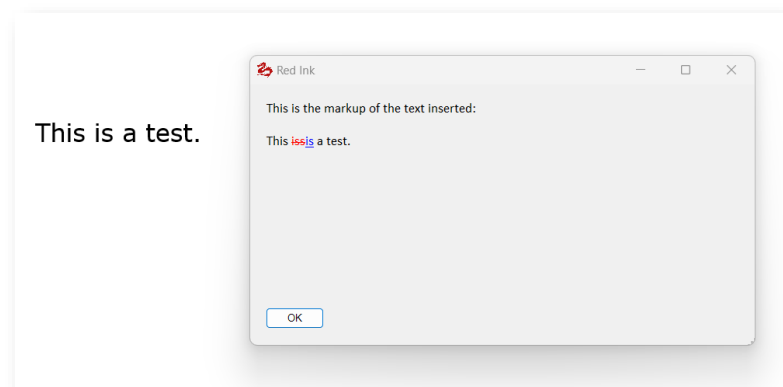 This is a test.
Red Ink
This is the markup of the text inserted:
This issis a test.
OK